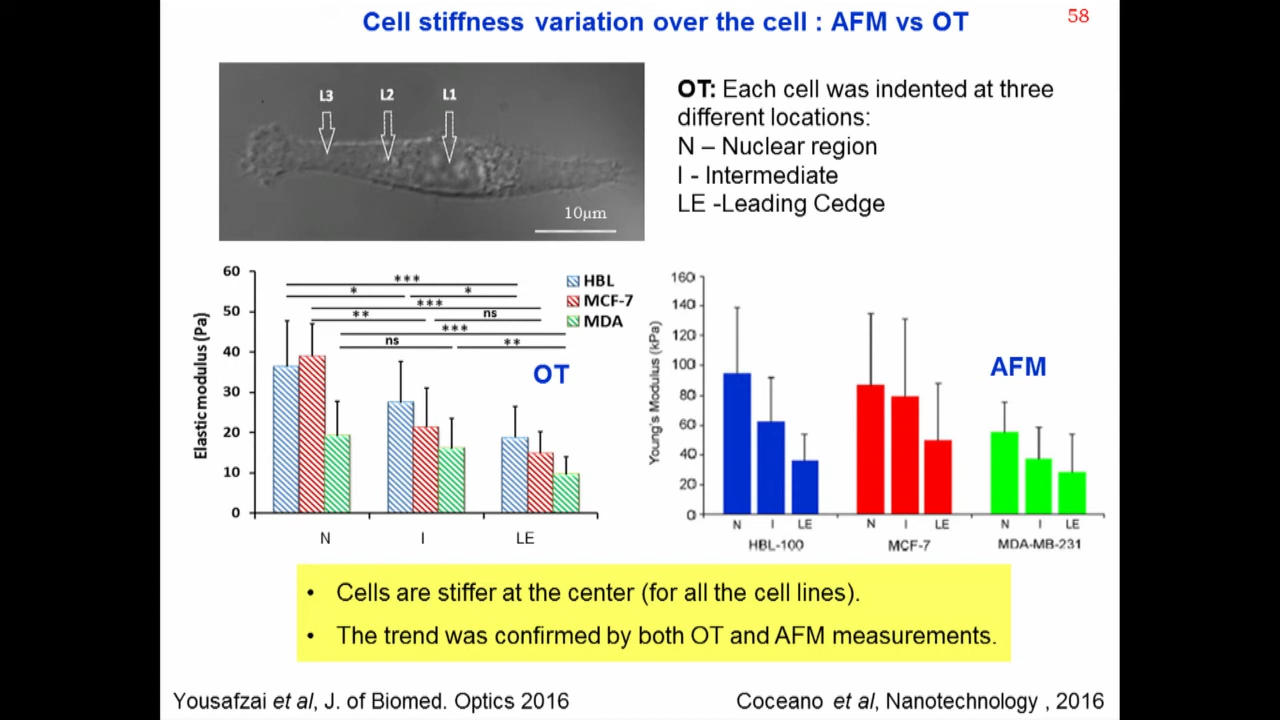 Cell stiffness variation over the cell : AFM vs OT
58
L3 L2 L1
10µm
OT: Each cell was indented at three
different locations:
N – Nuclear region
I - Intermediate
LE -Leading Cedge
60
50
40
30
20
10
0
Elastic modulus (Pa)
***
* *
***
** ns
***
ns **
HBL
MCF-7
MDA
OT
N I LE
160
140
120
100
80
60
40
20
0
Young's Modulus (kPa)
AFM
N I LE N I LE N I LE
HBL-100 MCF-7 MDA-MB-231
• Cells are stiffer at the center (for all the cell lines).
• The trend was confirmed by both OT and AFM measurements.
Yousafzai et al, J. of Biomed. Optics 2016
Coceano et al, Nanotechnology , 2016